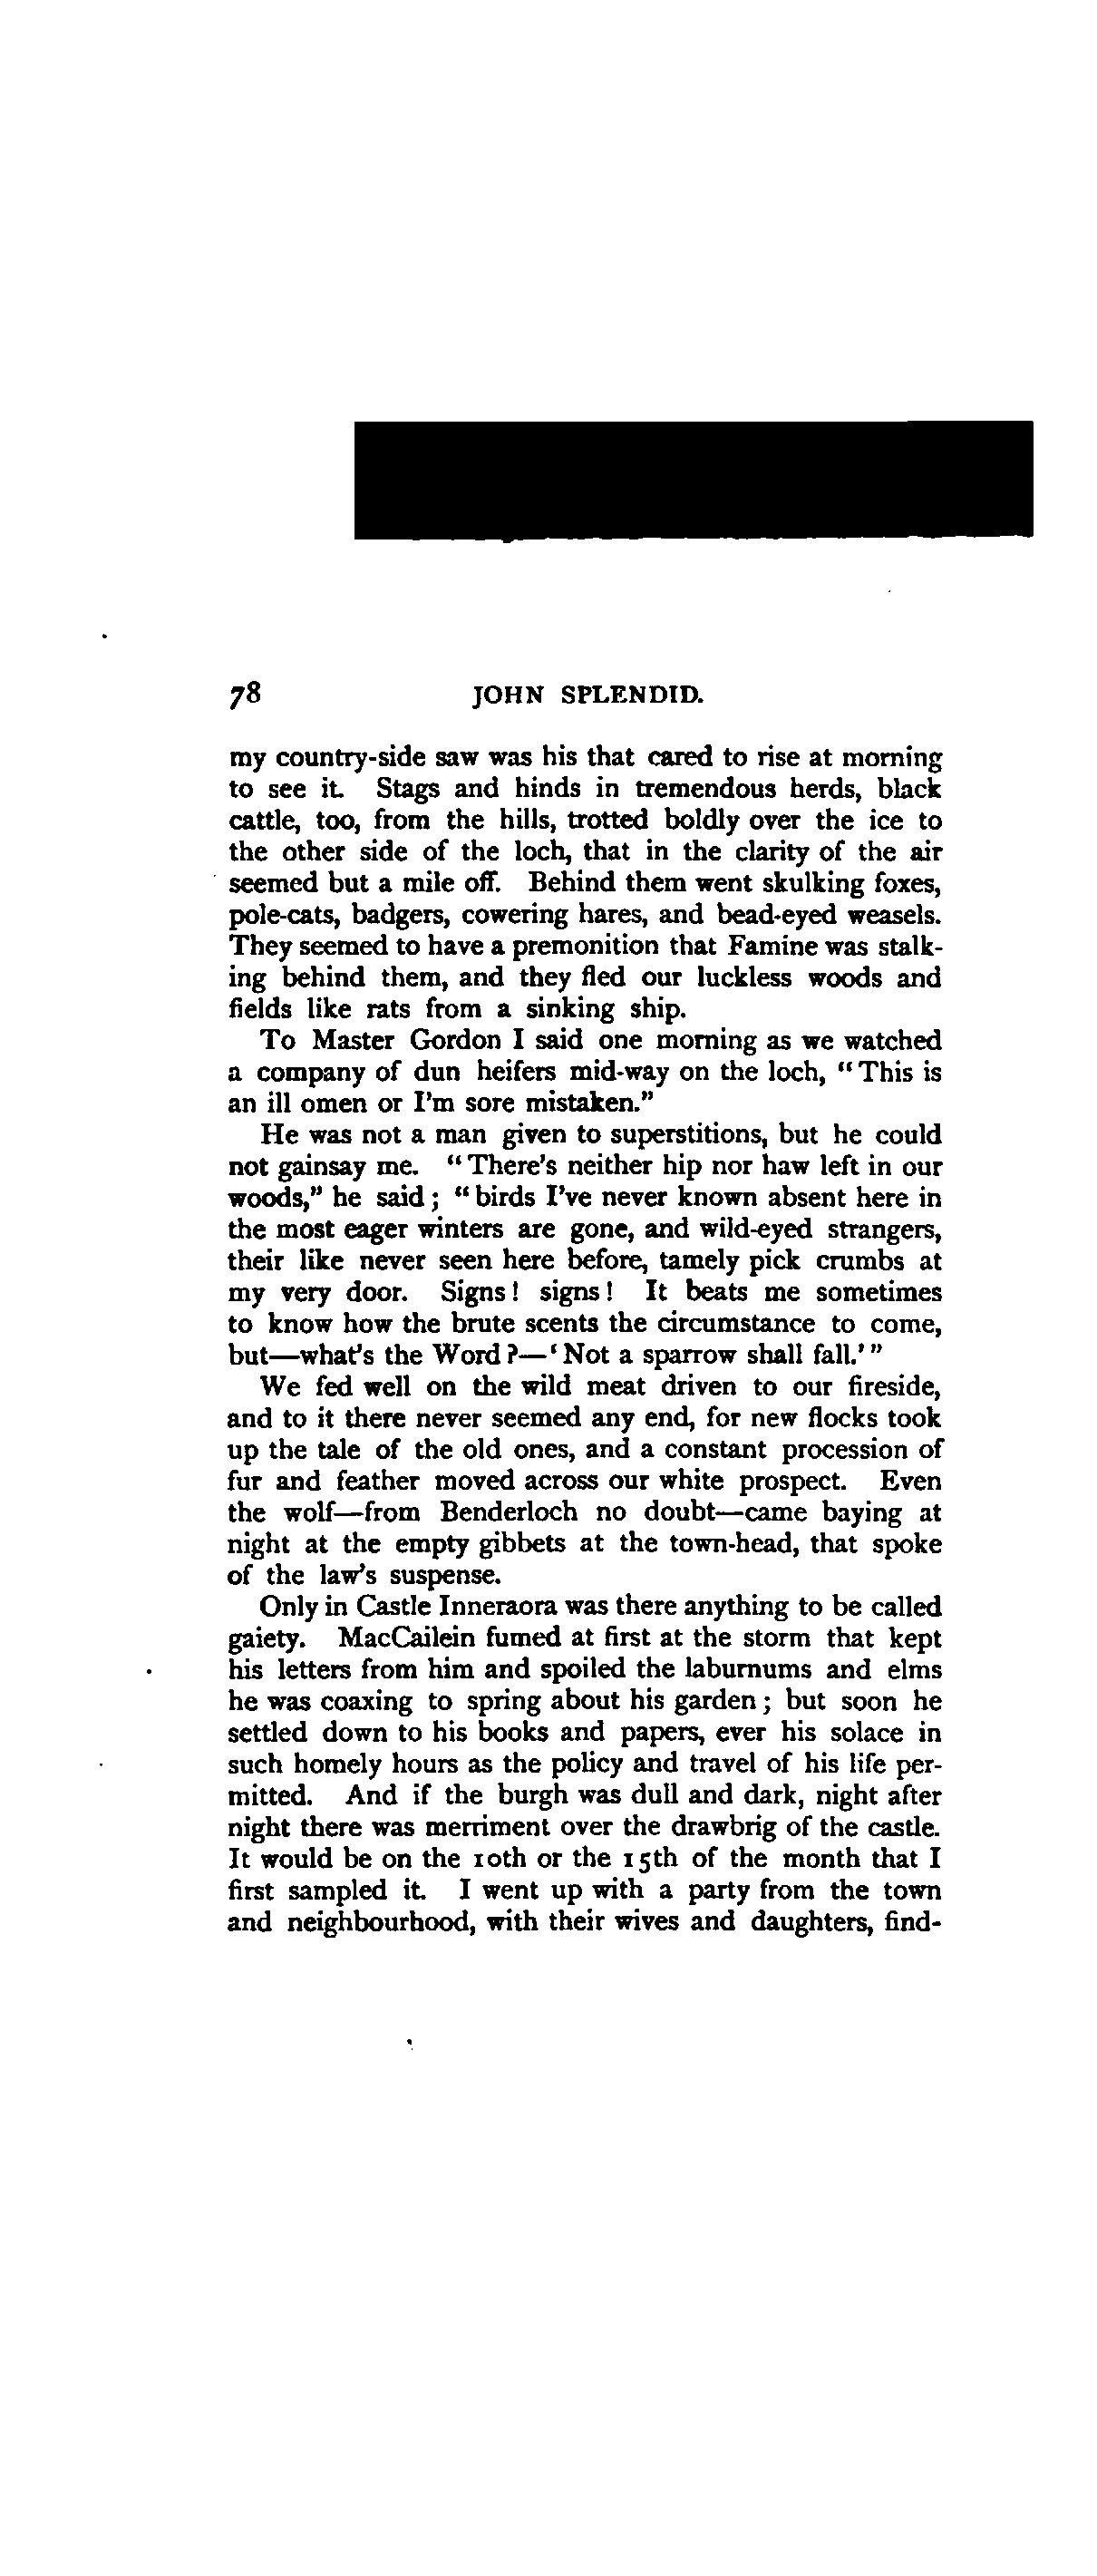 78 JOHN SPLENDID.
my country-side saw was his that cared to rise at morning
to see it. Stags and hinds in tremendous herds, black
cattle, too, from the hills, trotted boldly over the ice to
the other side of the loch, that in the clarity of the air
seemed but a mile off. Behind them went skulking foxes,
pole-cats, badgers, cowering hares, and bead-eyed weasels.
They seemed to have a premonition that Famine was stalk-
ing behind them, and they fled our luckless woods and
fields like rats from a sinking ship.
To Master Gordon I said one morning as we watched
a company of dun heifers mid-way on the loch, "This is
an ill omen or I'm sore mistaken."
He was not a man given to superstitions, but he could
not gainsay me. "There's neither hip nor haw left in our
woods," he said; "birds I've never known absent here in
the most eager winters are gone, and wild-eyed strangers,
their like never seen here before, tamely pick crumbs at
my very door. Signs! signs! It beats me sometimes
to know how the brute scents the circumstance to come,
but—what's the Word?—'Not a sparrow shall fall.'"
We fed well on the wild meat driven to our fireside,
and to it there never seemed any end, for new flocks took
up the tale of the old ones, and a constant procession of
fur and feather moved across our white prospect. Even
the wolf—from Benderloch no doubt—came baying at
night at the empty gibbets at the town-head, that spoke
of the law's suspense.
Only in Castle Inneraora was there anything to be called
gaiety. MacCailein fumed at first at the storm that kept
his letters from him and spoiled the laburnums and elms
he was coaxing to spring about his garden; but soon he
settled down to his books and papers, ever his solace in
such homely hours as the policy and travel of his life per-
mitted. And if the burgh was dull and dark, night after
night there was merriment over the drawbrig of the castle.
It would be on the 10th or the 15th of the month that I
first sampled it. I went up with a party from the town
and neighbourhood, with their wives and daughters, find-